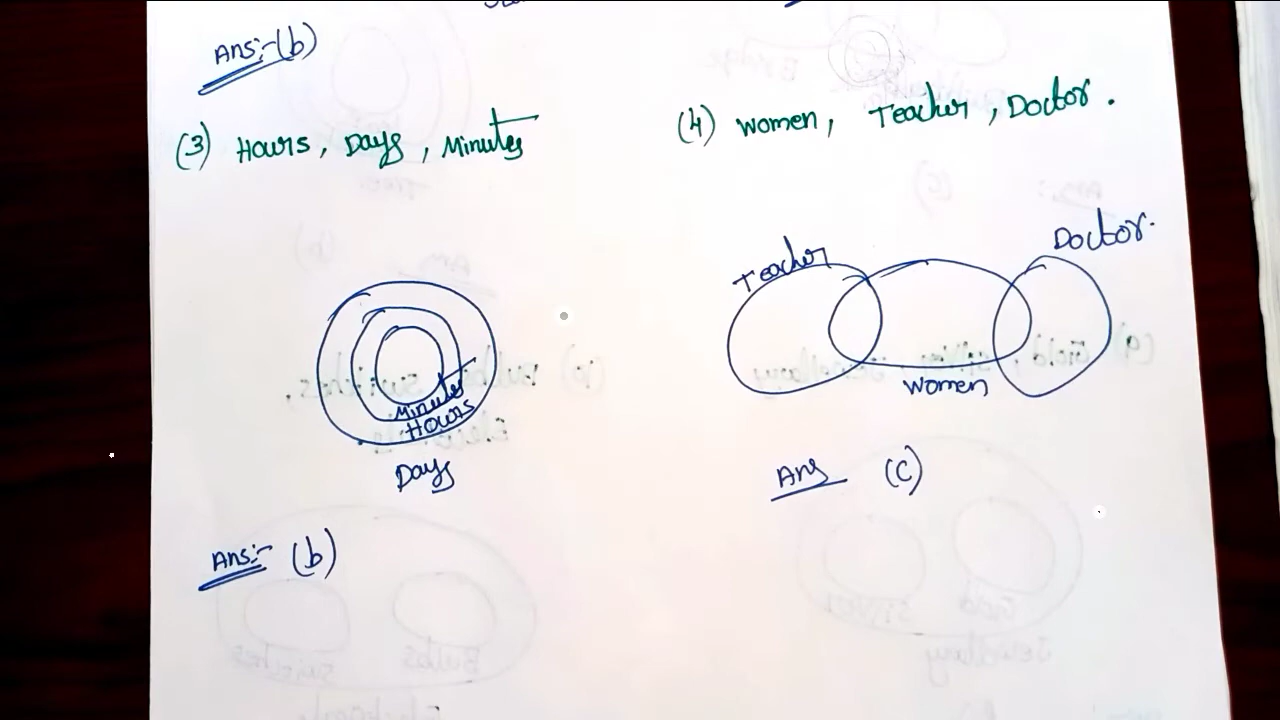 Ans:-(b)
(3) Hours, Days, Minutes
Minutes
Hours
Days
Ans:- (b)
(4) Women, Teacher, Doctor.
Teacher
Doctor.
Women
Ans (C)